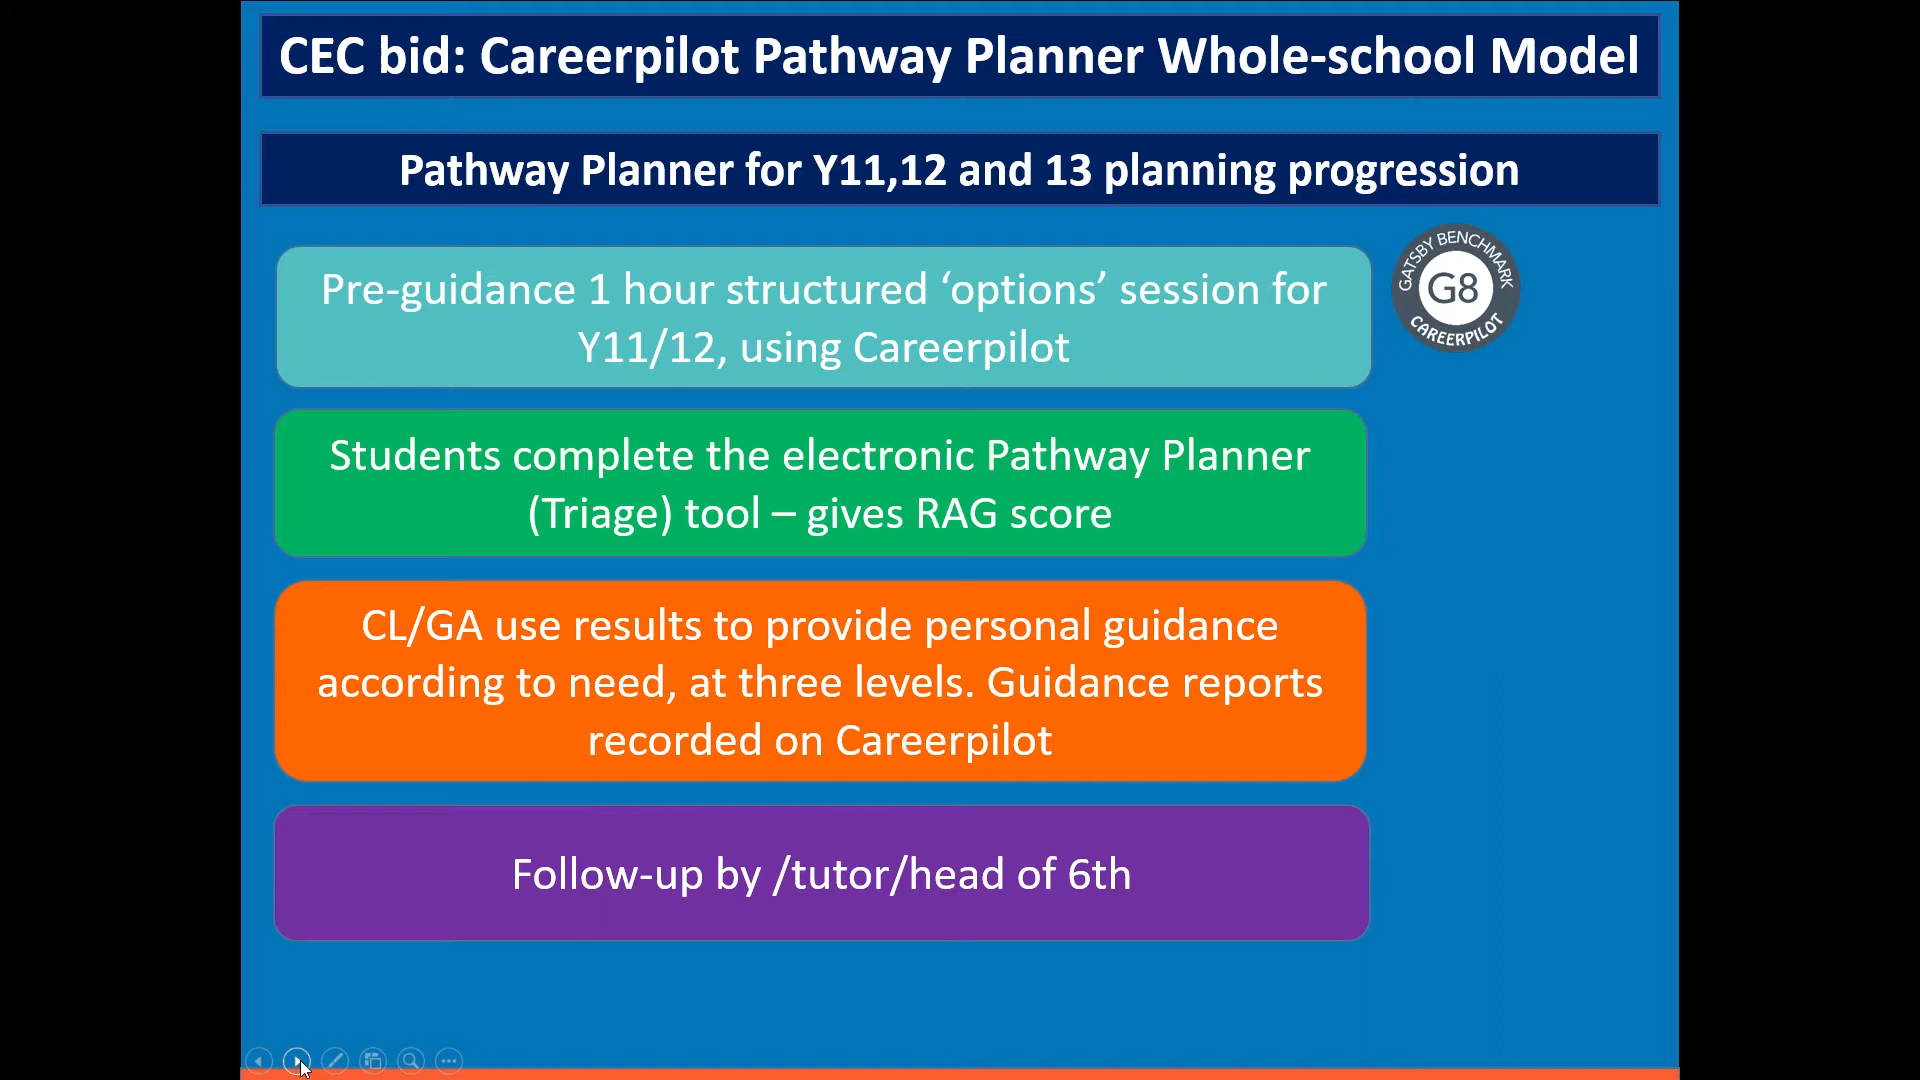 CEC bid: Careerpilot Pathway Planner Whole-school Model
Pathway Planner for Y11,12 and 13 planning progression
Pre-guidance 1 hour structured ‘options’ session for
Y11/12, using Careerpilot
GATSBY BENCHMARK
G8
CAREERPILOT
Students complete the electronic Pathway Planner
(Triage) tool – gives RAG score
CL/GA use results to provide personal guidance
according to need, at three levels. Guidance reports
recorded on Careerpilot
Follow-up by /tutor/head of 6th